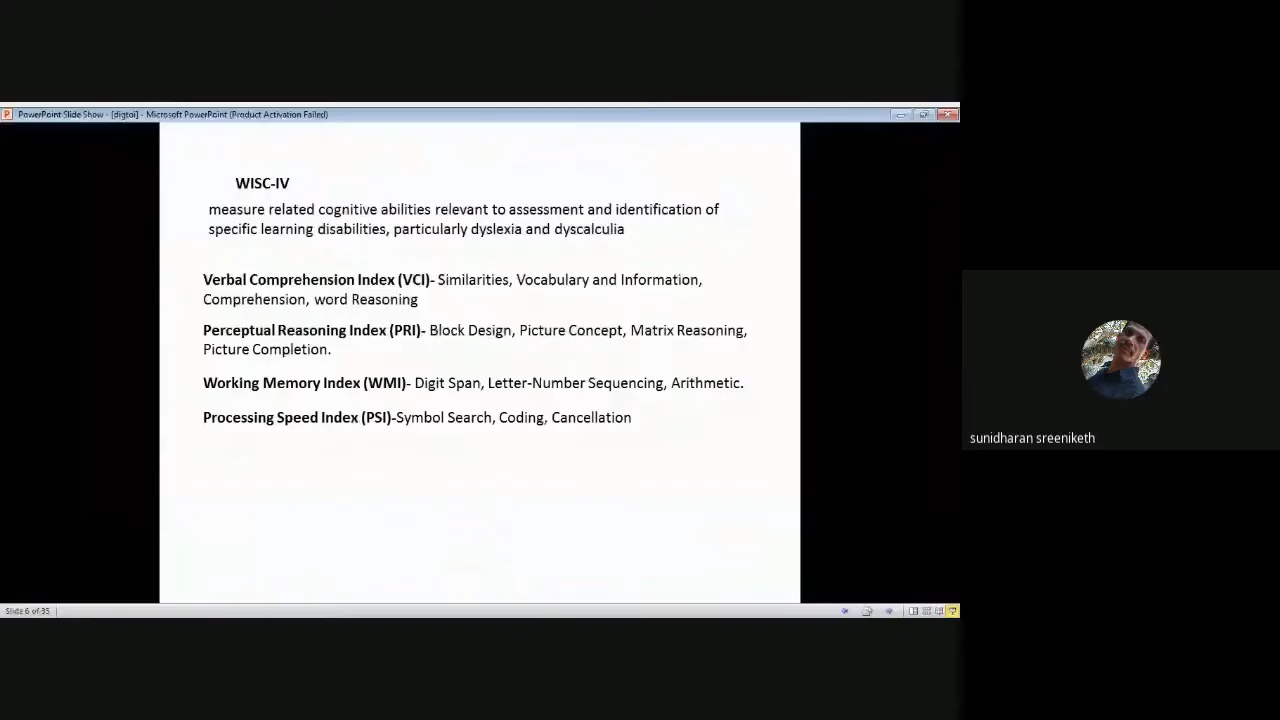 PowerPoint Slide Show - [digtoi] - Microsoft PowerPoint (Product Activation Failed)
WISC-IV
measure related cognitive abilities relevant to assessment and identification of
specific learning disabilities, particularly dyslexia and dyscalculia
Verbal Comprehension Index (VCI)- Similarities, Vocabulary and Information,
Comprehension, word Reasoning
Perceptual Reasoning Index (PRI)- Block Design, Picture Concept, Matrix Reasoning,
Picture Completion.
Working Memory Index (WMI)- Digit Span, Letter-Number Sequencing, Arithmetic.
Processing Speed Index (PSI)-Symbol Search, Coding, Cancellation
sunidharan sreeniketh
Slide 6 of 35